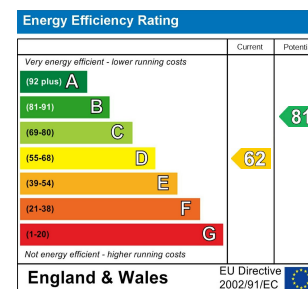 Energy Efficiency Rating
Current Potenti
Very energy efficient - lower running costs
(92 plus) A
(81-91) B
81
(69-80) C
(55-68) D
62
(39-54) E
(21-38) F
(1-20) G
Not energy efficient - higher running costs
England & Wales
EU Directive
2002/91/EC